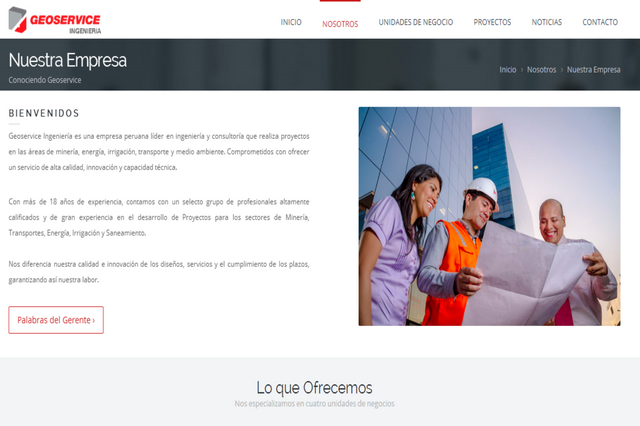 GEOSERVICE
INGENIERIA
INICIO
NOSOTROS
UNIDADES DE NEGOCIO
PROYECTOS
NOTICIAS
CONTACTO
Nuestra Empresa
Conociendo Geoservice
Inicio › Nosotros › Nuestra Empresa
BIENVENIDOS
Geoservice Ingeniería es una empresa peruana líder en ingeniería y consultoría que realiza proyectos
en las áreas de minería, energía, irrigación, transporte y medio ambiente. Comprometidos con ofrecer
un servicio de alta calidad, innovación y capacidad técnica.
Con más de 18 años de experiencia, contamos con un selecto grupo de profesionales altamente
calificados y de gran experiencia en el desarrollo de Proyectos para los sectores de Minería,
Transportes, Energía, Irrigación y Saneamiento.
Nos diferencia nuestra calidad e innovación de los diseños, servicios y el cumplimiento de los plazos,
garantizando así nuestra labor.
Palabras del Gerente ›
Lo que Ofrecemos
Nos especializamos en cuatro unidades de negocios